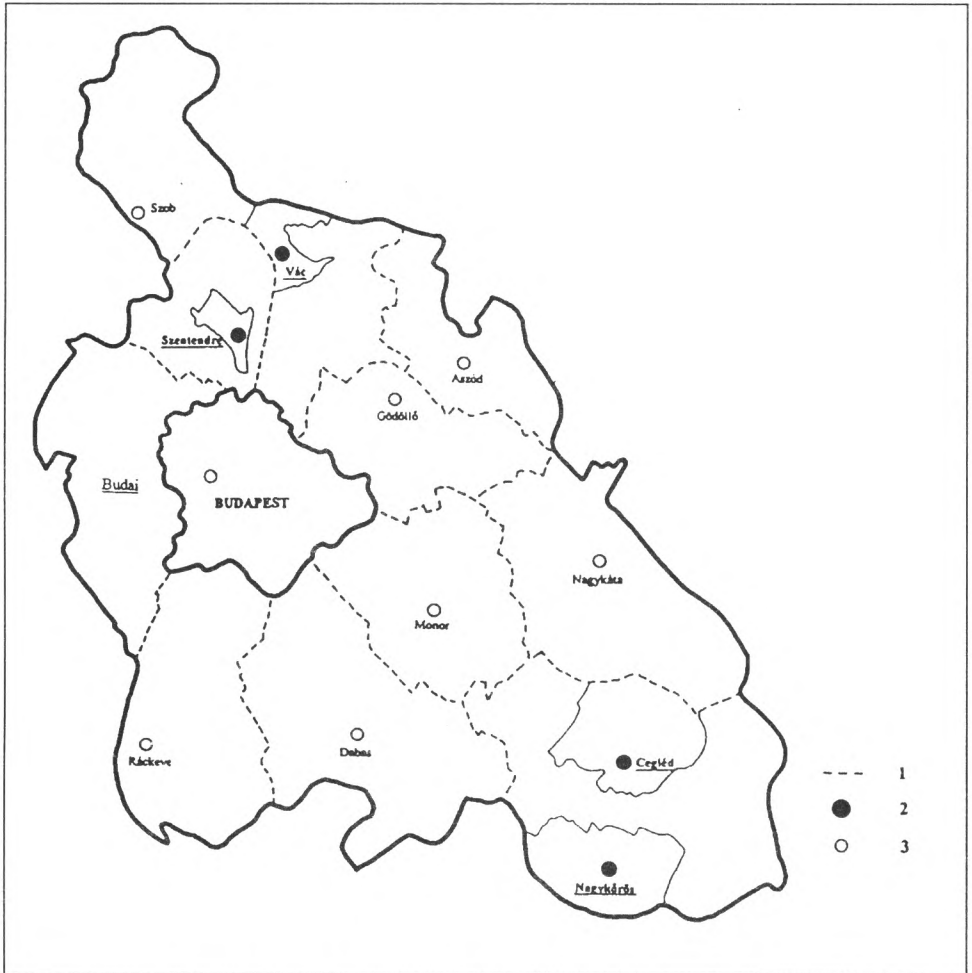 Szob
Vác
Szentendre
Aszód
Gödöllő
Budai
BUDAPEST
Nagykáta
Monor
Ráckeve
Dabas
Cegléd
Nagykőrös
1
2
3